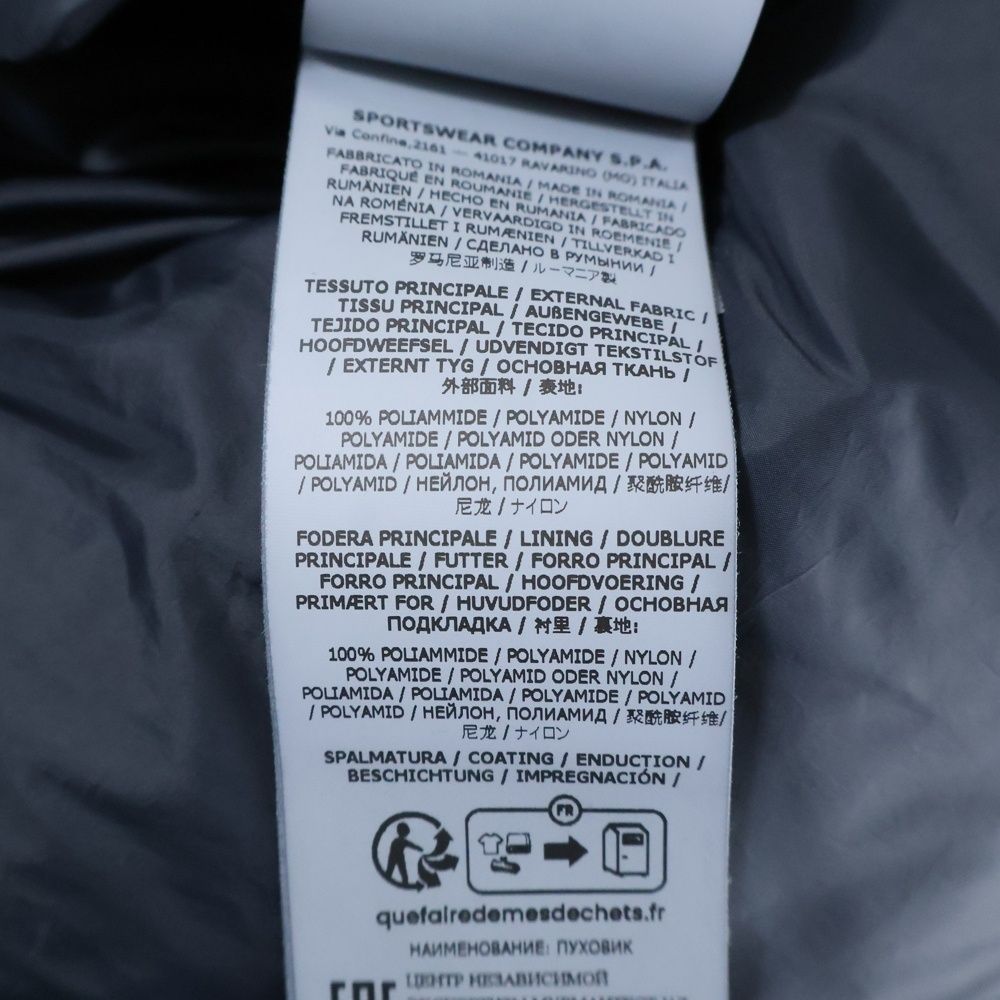 SPORTSWEAR COMPANY S.P.A.
Via Confine,2161 — 41017 RAVARINO (MO) ITALIA
FABBRICATO IN ROMANIA / MADE IN ROMANIA /
FABRIQUÉ EN ROUMANIE / HERGESTELLT IN
RUMÄNIEN / HECHO EN RUMANIA / FABRICADO
NA ROMÉNIA / VERVAARDIGD IN ROEMENIË /
FREMSTILLET I RUMÆNIEN / TILLVERKAD I
RUMÄNIEN / СДЕЛАНО В РУМЫНИИ /
罗马尼亚制造 / ルーマニア製
TESSUTO PRINCIPALE / EXTERNAL FABRIC /
TISSU PRINCIPAL / AUßENGEWEBE /
TEJIDO PRINCIPAL / TECIDO PRINCIPAL /
HOOFDWEEFSEL / UDVENDIGT TEKSTILSTOF
/ EXTERNT TYG / ОСНОВНАЯ ТКАНЬ /
外部面料 / 表地:
100% POLIAMMIDE / POLYAMIDE / NYLON /
POLYAMIDE / POLYAMID ODER NYLON /
POLIAMIDA / POLIAMIDA / POLYAMIDE / POLYAMID
/ POLYAMID / НЕЙЛОН, ПОЛИАМИД / 聚酰胺纤维/
尼龙 / ナイロン
FODERA PRINCIPALE / LINING / DOUBLURE
PRINCIPALE / FUTTER / FORRO PRINCIPAL /
FORRO PRINCIPAL / HOOFDVOERING /
PRIMÆRT FOR / HUVUDFODER / ОСНОВНАЯ
ПОДКЛАДКА / 衬里 / 裏地:
100% POLIAMMIDE / POLYAMIDE / NYLON /
POLYAMIDE / POLYAMID ODER NYLON /
POLIAMIDA / POLIAMIDA / POLYAMIDE / POLYAMID
/ POLYAMID / НЕЙЛОН, ПОЛИАМИД / 聚酰胺纤维/
尼龙 / ナイロン
SPALMATURA / COATING / ENDUCTION /
BESCHICHTUNG / IMPREGNACIÓN /
FR
quefairedemesdechets.fr
НАИМЕНОВАНИЕ: ПУХОВИК
ЦЕНТР НЕЗАВИСИМОЙ